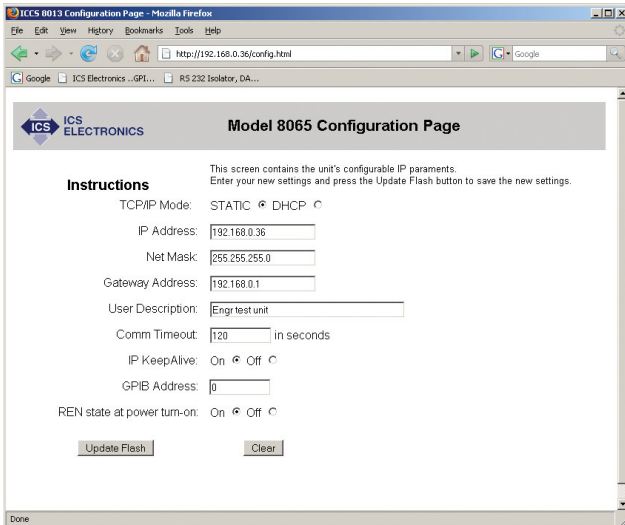 ICCS 8013 Configuration Page - Mozilla Firefox
File Edit View History Bookmarks Tools Help
http://192.168.0.36/config.html
G Google
Google ICS Electronics ..GPI... RS 232 Isolator, DA...
ICS
ICS
ELECTRONICS
Model 8065 Configuration Page
This screen contains the unit's configurable IP paraments.
Instructions
Enter your new settings and press the Update Flash button to save the new settings.
TCP/IP Mode: STATIC DHCP
IP Address: 192.168.0.36
Net Mask: 255.255.255.0
Gateway Address: 192.168.0.1
User Description: Engr test unit
Comm Timeout: 120 in seconds
IP KeepAlive: On Off
GPIB Address: 0
REN state at power turn-on: On Off
Update Flash Clear
Done